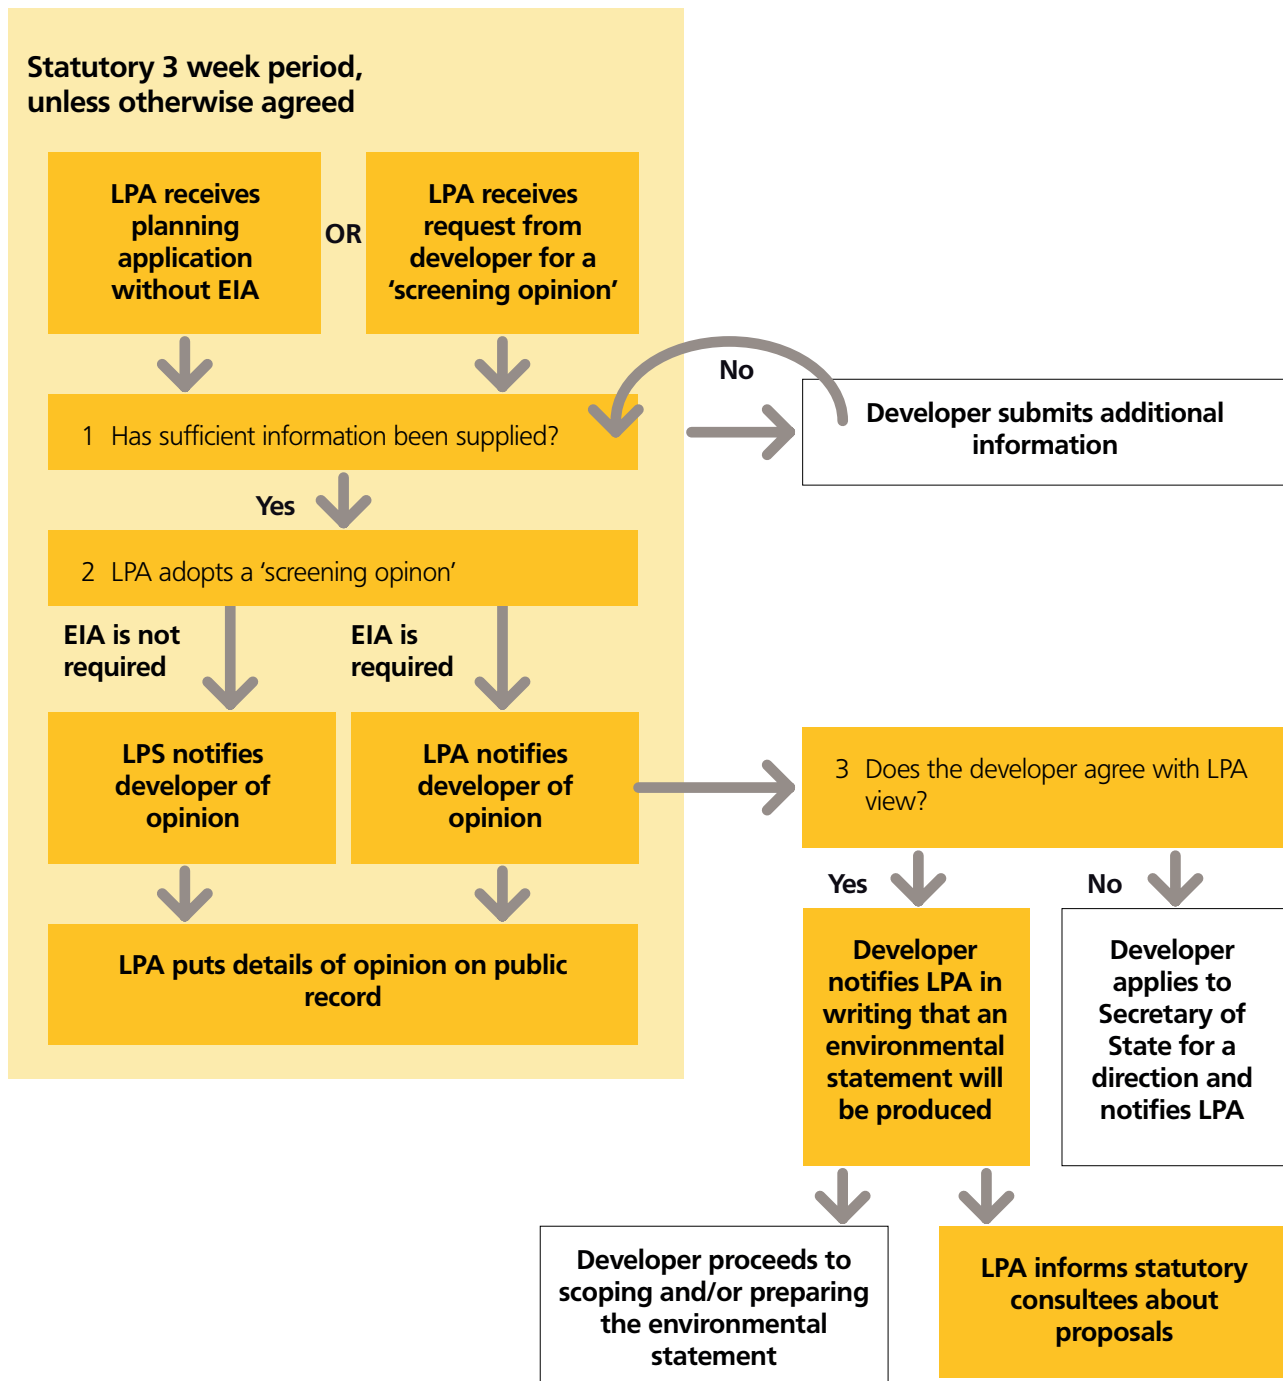 Statutory 3 week period,
unless otherwise agreed
LPA receives
planning
application
without EIA
OR
LPA receives
request from
developer for a
‘screening opinion’
1 Has sufficient information been supplied?
No
Developer submits additional
information
Yes
2 LPA adopts a ‘screening opinon’
EIA is not
required
EIA is
required
LPS notifies
developer of
opinion
LPA notifies
developer of
opinion
3 Does the developer agree with LPA
view?
LPA puts details of opinion on public
record
Yes
No
Developer
notifies LPA in
writing that an
environmental
statement will
be produced
Developer
applies to
Secretary of
State for a
direction and
notifies LPA
Developer proceeds to
scoping and/or preparing
the environmental
statement
LPA informs statutory
consultees about
proposals